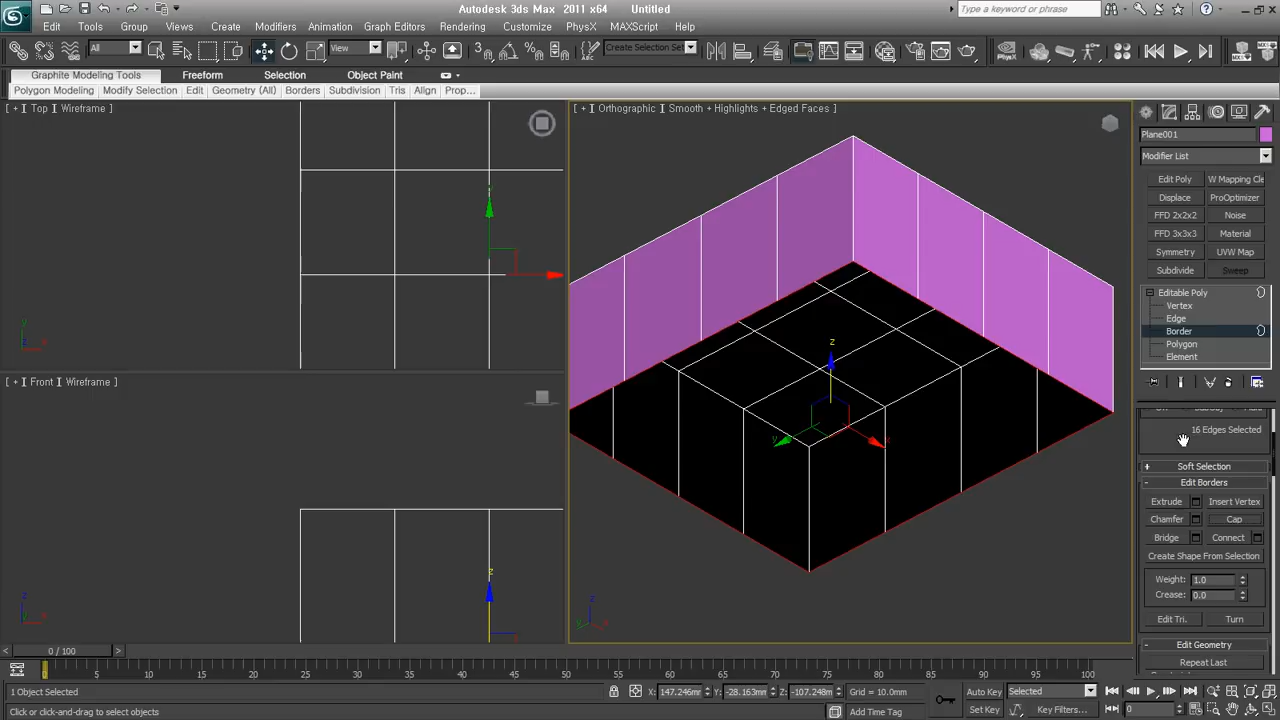 Autodesk 3ds Max 2011 x64 Untitled
Type a keyword or phrase
Edit Tools Group Views Create Modifiers Animation Graph Editors Rendering Customize PhysX MAXScript Help
All View Create Selection Set
Graphite Modeling Tools Freeform Selection Object Paint
Polygon Modeling Modify Selection Edit Geometry (All) Borders Subdivision Tris Align Prop...
[ + ] Top ] Wireframe ]
[ + ] Orthographic ] Smooth + Highlights + Edged Faces ]
Plane001
Modifier List
Edit Poly W Mapping Cle
Displace ProOptimizer
FFD 2x2x2 Noise
FFD 3x3x3 Material
Symmetry UVW Map
Subdivide Sweep
Editable Poly
Vertex
Edge
Border
Polygon
Element
[ + ] Front ] Wireframe ]
16 Edges Selected
+ Soft Selection
- Edit Borders
Extrude Insert Vertex
Chamfer Cap
Bridge Connect
Create Shape From Selection
Weight: 1.0
Crease: 0.0
Edit Tri. Turn
- Edit Geometry
Repeat Last
z
y
x
0 / 100
0 5 10 15 20 25 30 35 40 45 50 55 60 65 70 75 80 85 90 95 100
1 Object Selected X: 147.246mm Y: -28.163mm Z: -107.248m Grid = 10.0mm Auto Key Selected
Click or click-and-drag to select objects Add Time Tag Set Key Key Filters... 0